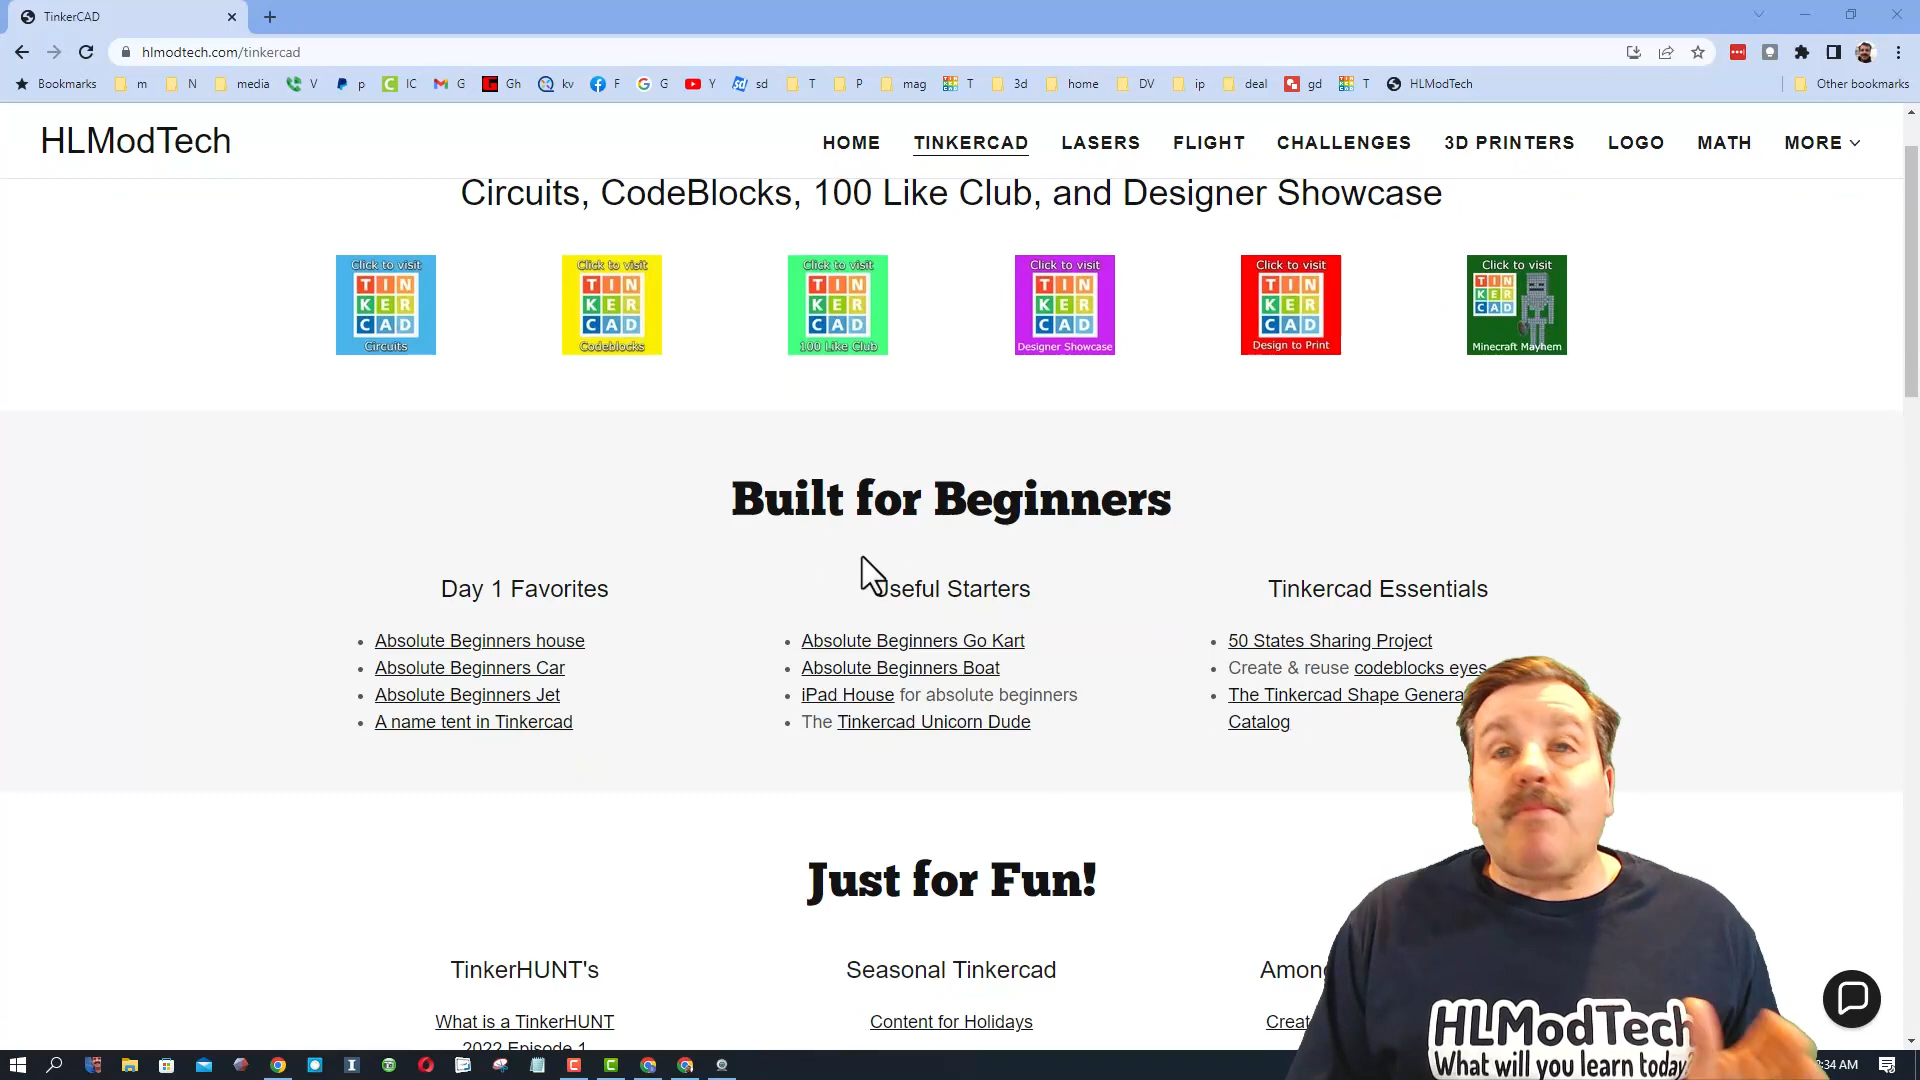 TinkerCAD
hlmodtech.com/tinkercad
Bookmarks m N media V p IC G Gh kv F G Y sd T P mag T 3d home DV ip deal gd T HLModTech Other bookmarks
HLModTech HOME TINKERCAD LASERS FLIGHT CHALLENGES 3D PRINTERS LOGO MATH MORE
Circuits, CodeBlocks, 100 Like Club, and Designer Showcase
Click to visit
TIN
KER
CAD
Circuits
Click to visit
TIN
KER
CAD
Codeblocks
Click to visit
TIN
KER
CAD
100 Like Club
Click to visit
TIN
KER
CAD
Designer Showcase
Click to visit
TIN
KER
CAD
Design to Print
Click to visit
TIN
KER
CAD
Minecraft Mayhem
Built for Beginners
Day 1 Favorites
Absolute Beginners house
Absolute Beginners Car
Absolute Beginners Jet
A name tent in Tinkercad
Useful Starters
Absolute Beginners Go Kart
Absolute Beginners Boat
iPad House for absolute beginners
The Tinkercad Unicorn Dude
Tinkercad Essentials
50 States Sharing Project
Create & reuse codeblocks eyes
The Tinkercad Shape Genera
Catalog
Just for Fun!
TinkerHUNT's
What is a TinkerHUNT
2022 Episode 1
Seasonal Tinkercad
Content for Holidays
Among
Creat
HLModTech
What will you learn today?
:34 AM